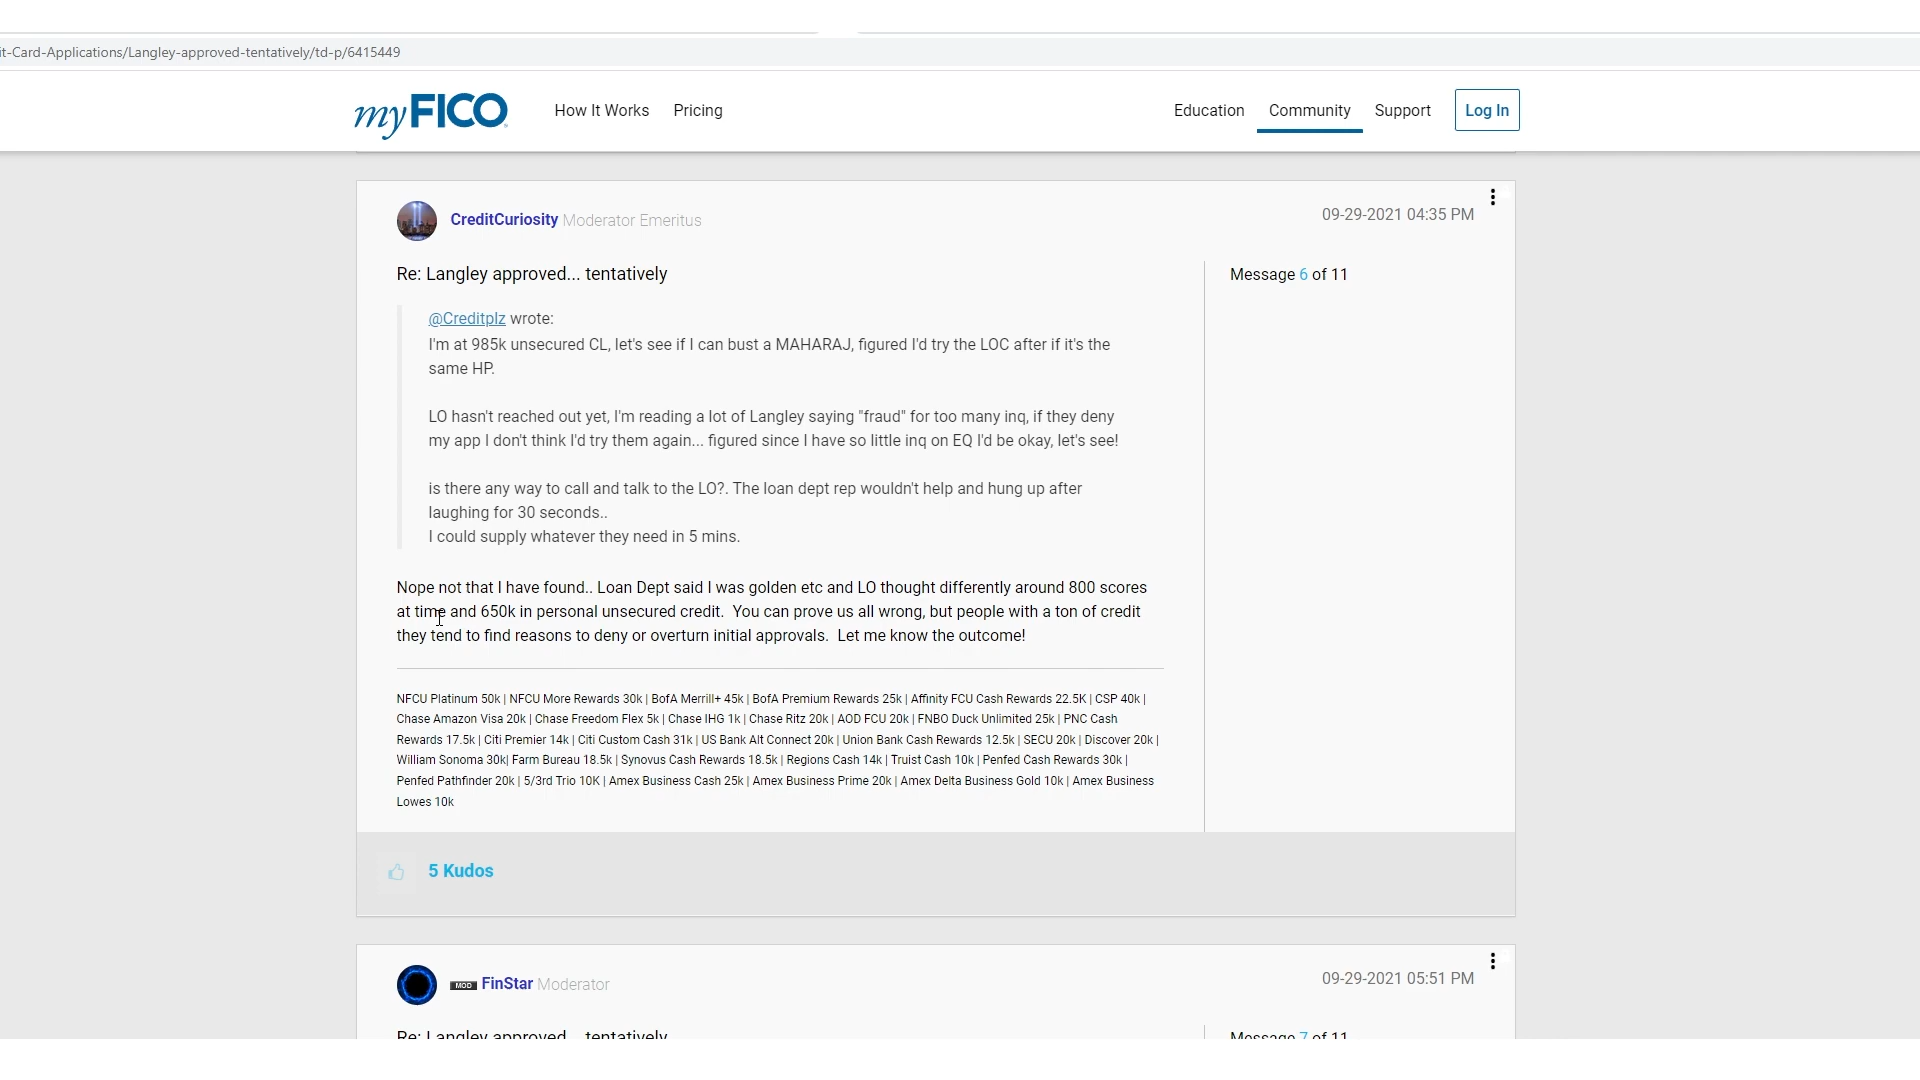 it-Card-Applications/Langley-approved-tentatively/td-p/6415449
myFICO
How It Works
Pricing
Education
Community
Support
Log In
CreditCuriosity Moderator Emeritus
09-29-2021 04:35 PM
Re: Langley approved... tentatively
Message 6 of 11
@Creditplz wrote:
I'm at 985k unsecured CL, let's see if I can bust a MAHARAJ, figured I'd try the LOC after if it's the
same HP.
LO hasn't reached out yet, I'm reading a lot of Langley saying "fraud" for too many inq, if they deny
my app I don't think I'd try them again... figured since I have so little inq on EQ I'd be okay, let's see!
is there any way to call and talk to the LO?. The loan dept rep wouldn't help and hung up after
laughing for 30 seconds..
I could supply whatever they need in 5 mins.
Nope not that I have found.. Loan Dept said I was golden etc and LO thought differently around 800 scores
at time and 650k in personal unsecured credit.  You can prove us all wrong, but people with a ton of credit
they tend to find reasons to deny or overturn initial approvals.  Let me know the outcome!
NFCU Platinum 50k | NFCU More Rewards 30k | BofA Merrill+ 45k | BofA Premium Rewards 25k | Affinity FCU Cash Rewards 22.5K | CSP 40k |
Chase Amazon Visa 20k | Chase Freedom Flex 5k | Chase IHG 1k | Chase Ritz 20k | AOD FCU 20k | FNBO Duck Unlimited 25k | PNC Cash
Rewards 17.5k | Citi Premier 14k | Citi Custom Cash 31k | US Bank Alt Connect 20k | Union Bank Cash Rewards 12.5k | SECU 20k | Discover 20k |
William Sonoma 30k| Farm Bureau 18.5k | Synovus Cash Rewards 18.5k | Regions Cash 14k | Truist Cash 10k | Penfed Cash Rewards 30k |
Penfed Pathfinder 20k | 5/3rd Trio 10K | Amex Business Cash 25k | Amex Business Prime 20k | Amex Delta Business Gold 10k | Amex Business
Lowes 10k
5 Kudos
MOD FinStar Moderator
09-29-2021 05:51 PM
Re: Langley approved... tentatively
Message 7 of 11